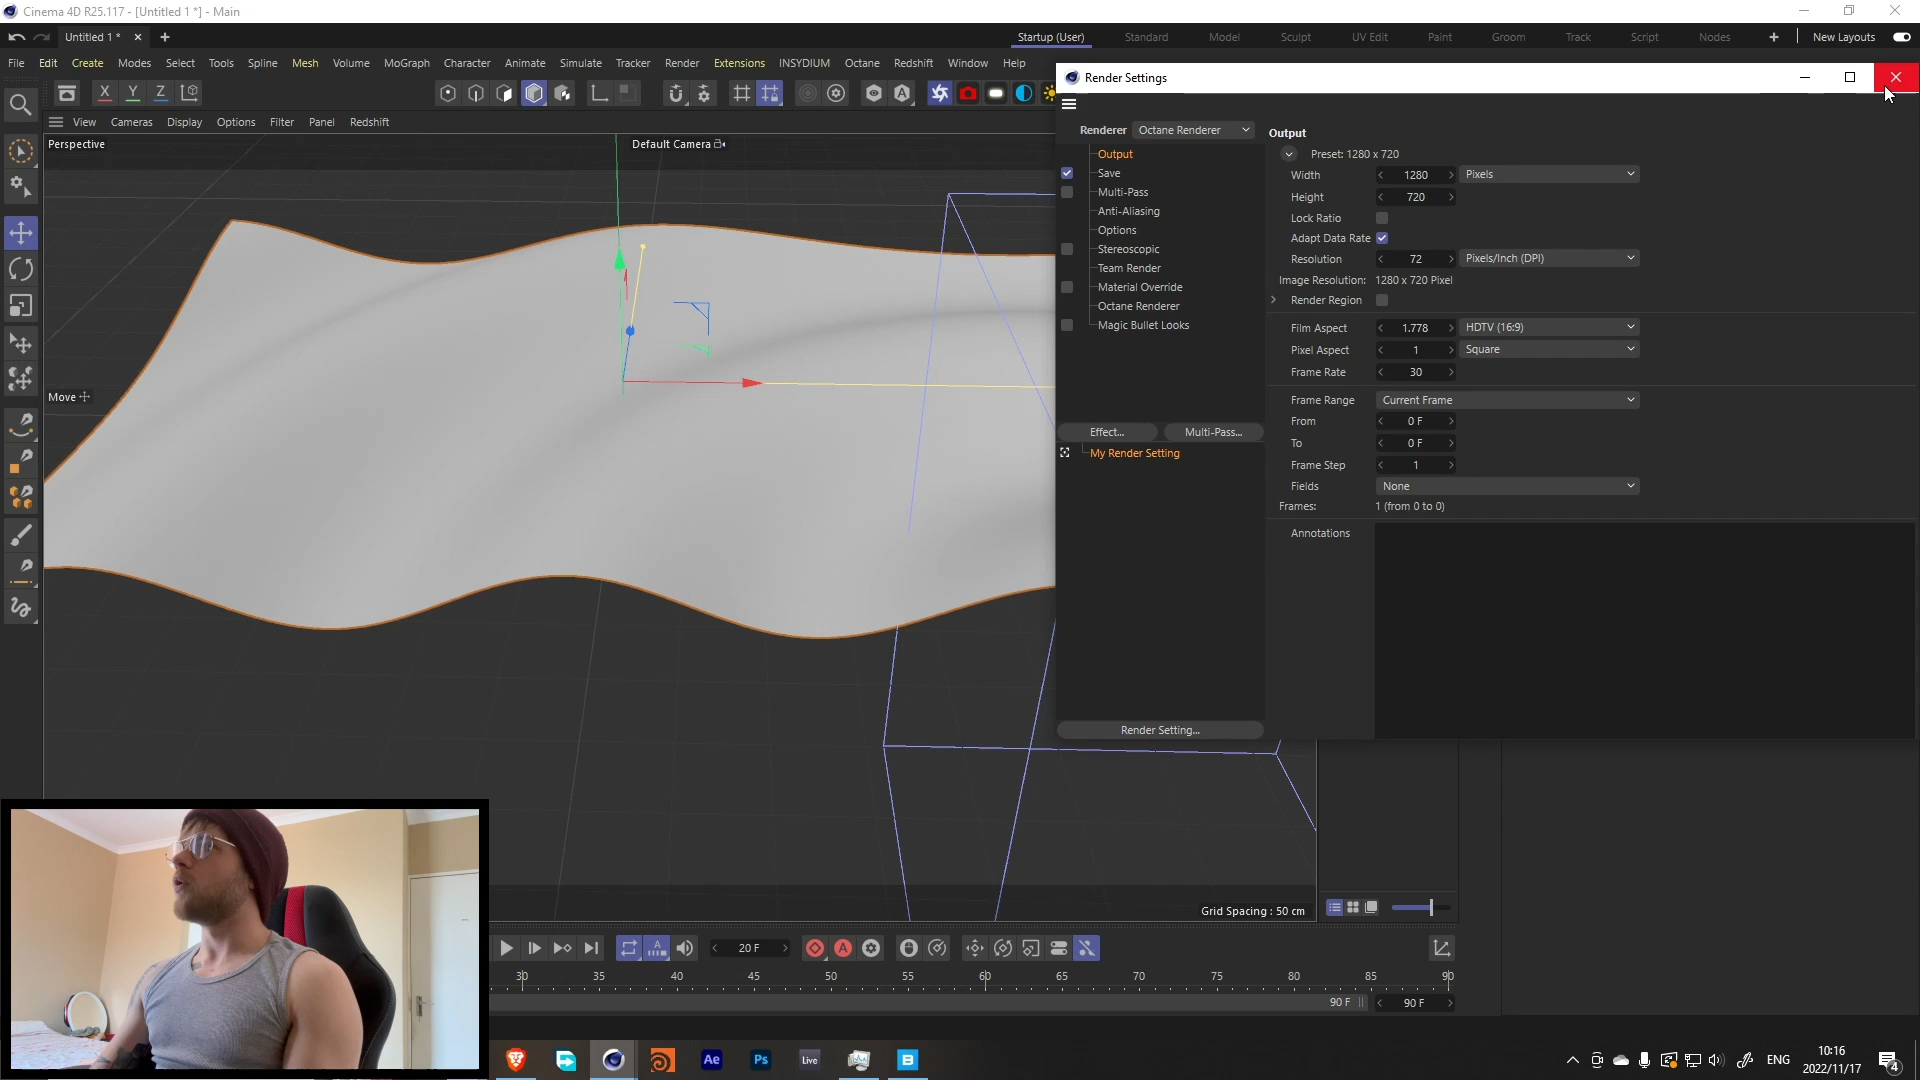 Cinema 4D R25.117 - [Untitled 1 *] - Main
Untitled 1 *
Startup (User) Standard Model Sculpt UV Edit Paint Groom Track Script Nodes New Layouts
File Edit Create Modes Select Tools Spline Mesh Volume MoGraph Character Animate Simulate Tracker Render Extensions INSYDIUM Octane Redshift Window Help
X Y Z
View Cameras Display Options Filter Panel Redshift
Perspective
Default Camera
Move
Grid Spacing : 50 cm
Render Settings
Renderer Octane Renderer
Output
Save
Multi-Pass
Anti-Aliasing
Options
Stereoscopic
Team Render
Material Override
Octane Renderer
Magic Bullet Looks
Effect... Multi-Pass...
My Render Setting
Render Setting...
Output
Preset: 1280 x 720
Width 1280 Pixels
Height 720
Lock Ratio
Adapt Data Rate
Resolution 72 Pixels/Inch (DPI)
Image Resolution: 1280 x 720 Pixel
Render Region
Film Aspect 1.778 HDTV (16:9)
Pixel Aspect 1 Square
Frame Rate 30
Frame Range Current Frame
From 0 F
To 0 F
Frame Step 1
Fields None
Frames: 1 (from 0 to 0)
Annotations
20 F
30 35 40 45 50 55 60 65 70 75 80 85 90
90 F 90 F
Ae Ps Live B
ENG
10:16
2022/11/17
4